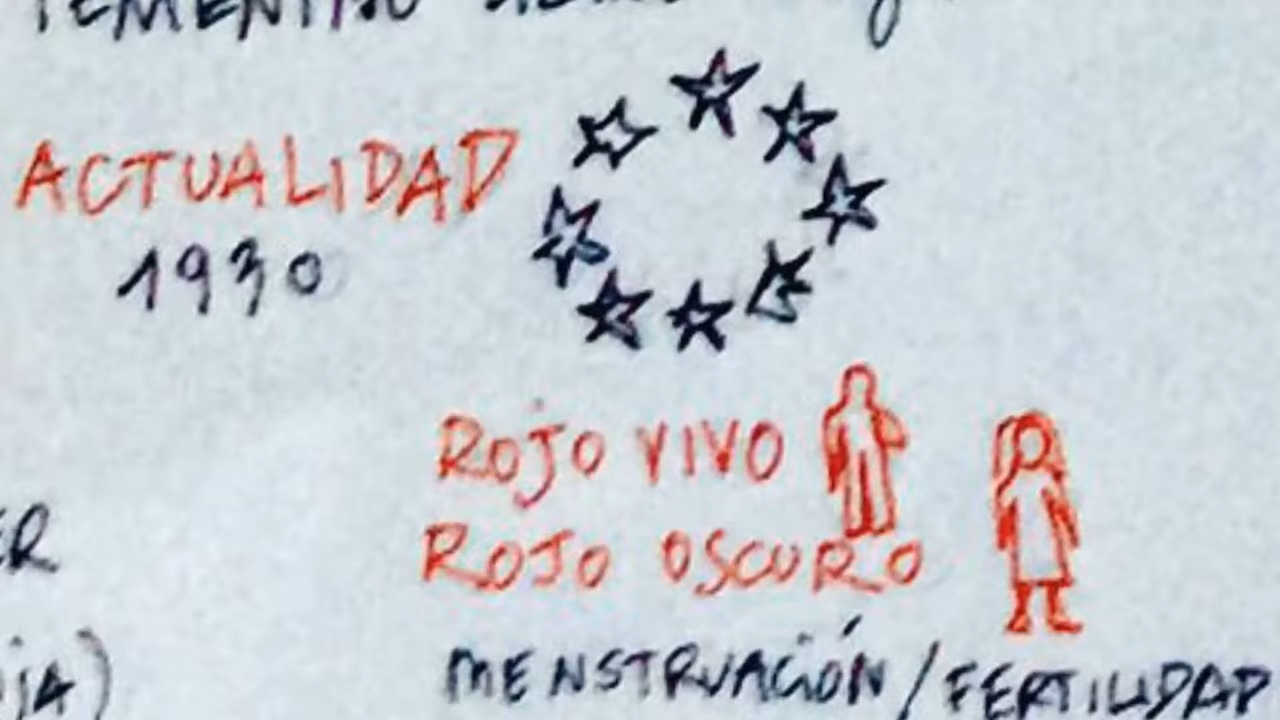 ACTUALIDAD
1930
ROJO VIVO
ROJO OSCURO
MENSTRUACIÓN / FERTILIDAD